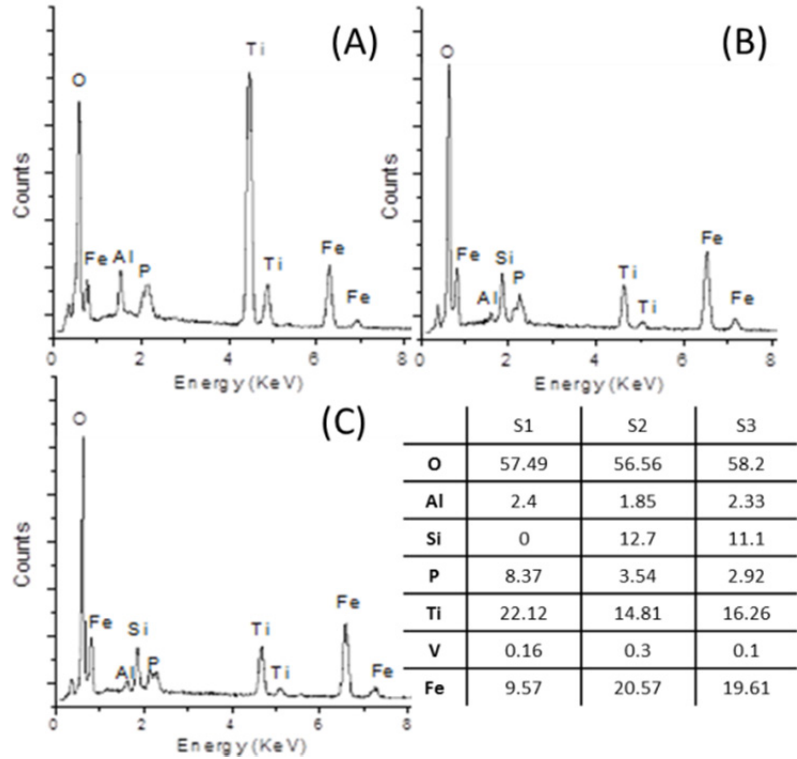 (A)
Ti
O
Fe
Al
P
Ti
Fe
Fe
Counts
0 2 4 6 8
Energy (KeV)
(B)
O
Fe
Al
Si
P
Ti
Ti
Fe
Fe
Counts
0 2 4 6 8
Energy (KeV)
(C)
O
Fe
Al
Si
P
Ti
Ti
Fe
Fe
Counts
0 2 4 6 8
Energy (KeV)
S1 S2 S3
O 57.49 56.56 58.2
Al 2.4 1.85 2.33
Si 0 12.7 11.1
P 8.37 3.54 2.92
Ti 22.12 14.81 16.26
V 0.16 0.3 0.1
Fe 9.57 20.57 19.61